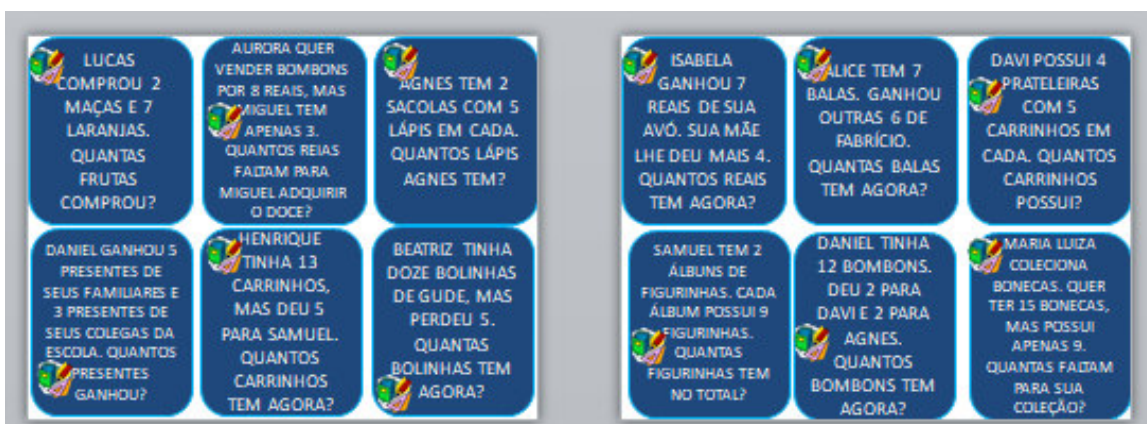 LUCAS
COMPROU 2
MAÇAS E 7
LARANJAS.
QUANTAS
FRUTAS
COMPROU?
AURORA QUER
VENDER BOMBONS
POR 8 REAIS, MAS
MIGUEL TEM
APENAS 3.
QUANTOS REIAS
FALTAM PARA
MIGUEL ADQUIRIR
O DOCE?
AGNES TEM 2
SACOLAS COM 5
LÁPIS EM CADA.
QUANTOS LÁPIS
AGNES TEM?
ISABELA
GANHOU 7
REAIS DE SUA
AVÓ. SUA MÃE
LHE DEU MAIS 4.
QUANTOS REAIS
TEM AGORA?
ALICE TEM 7
BALAS. GANHOU
OUTRAS 6 DE
FABRÍCIO.
QUANTAS BALAS
TEM AGORA?
DAVI POSSUI 4
PRATELEIRAS
COM 5
CARRINHOS EM
CADA. QUANTOS
CARRINHOS
POSSUI?
DANIEL GANHOU 5
PRESENTES DE
SEUS FAMILIARES E
3 PRESENTES DE
SEUS COLEGAS DA
ESCOLA. QUANTOS
PRESENTES
GANHOU?
HENRIQUE
TINHA 13
CARRINHOS,
MAS DEU 5
PARA SAMUEL.
QUANTOS
CARRINHOS
TEM AGORA?
BEATRIZ TINHA
DOZE BOLINHAS
DE GUDE, MAS
PERDEU 5.
QUANTAS
BOLINHAS TEM
AGORA?
SAMUEL TEM 2
ÁLBUNS DE
FIGURINHAS. CADA
ÁLBUM POSSUI 9
FIGURINHAS.
QUANTAS
FIGURINHAS TEM
NO TOTAL?
DANIEL TINHA
12 BOMBONS.
DEU 2 PARA
DAVI E 2 PARA
AGNES.
QUANTOS
BOMBONS TEM
AGORA?
MARIA LUIZA
COLECIONA
BONECAS. QUER
TER 15 BONECAS,
MAS POSSUI
APENAS 9.
QUANTAS FALTAM
PARA SUA
COLEÇÃO?